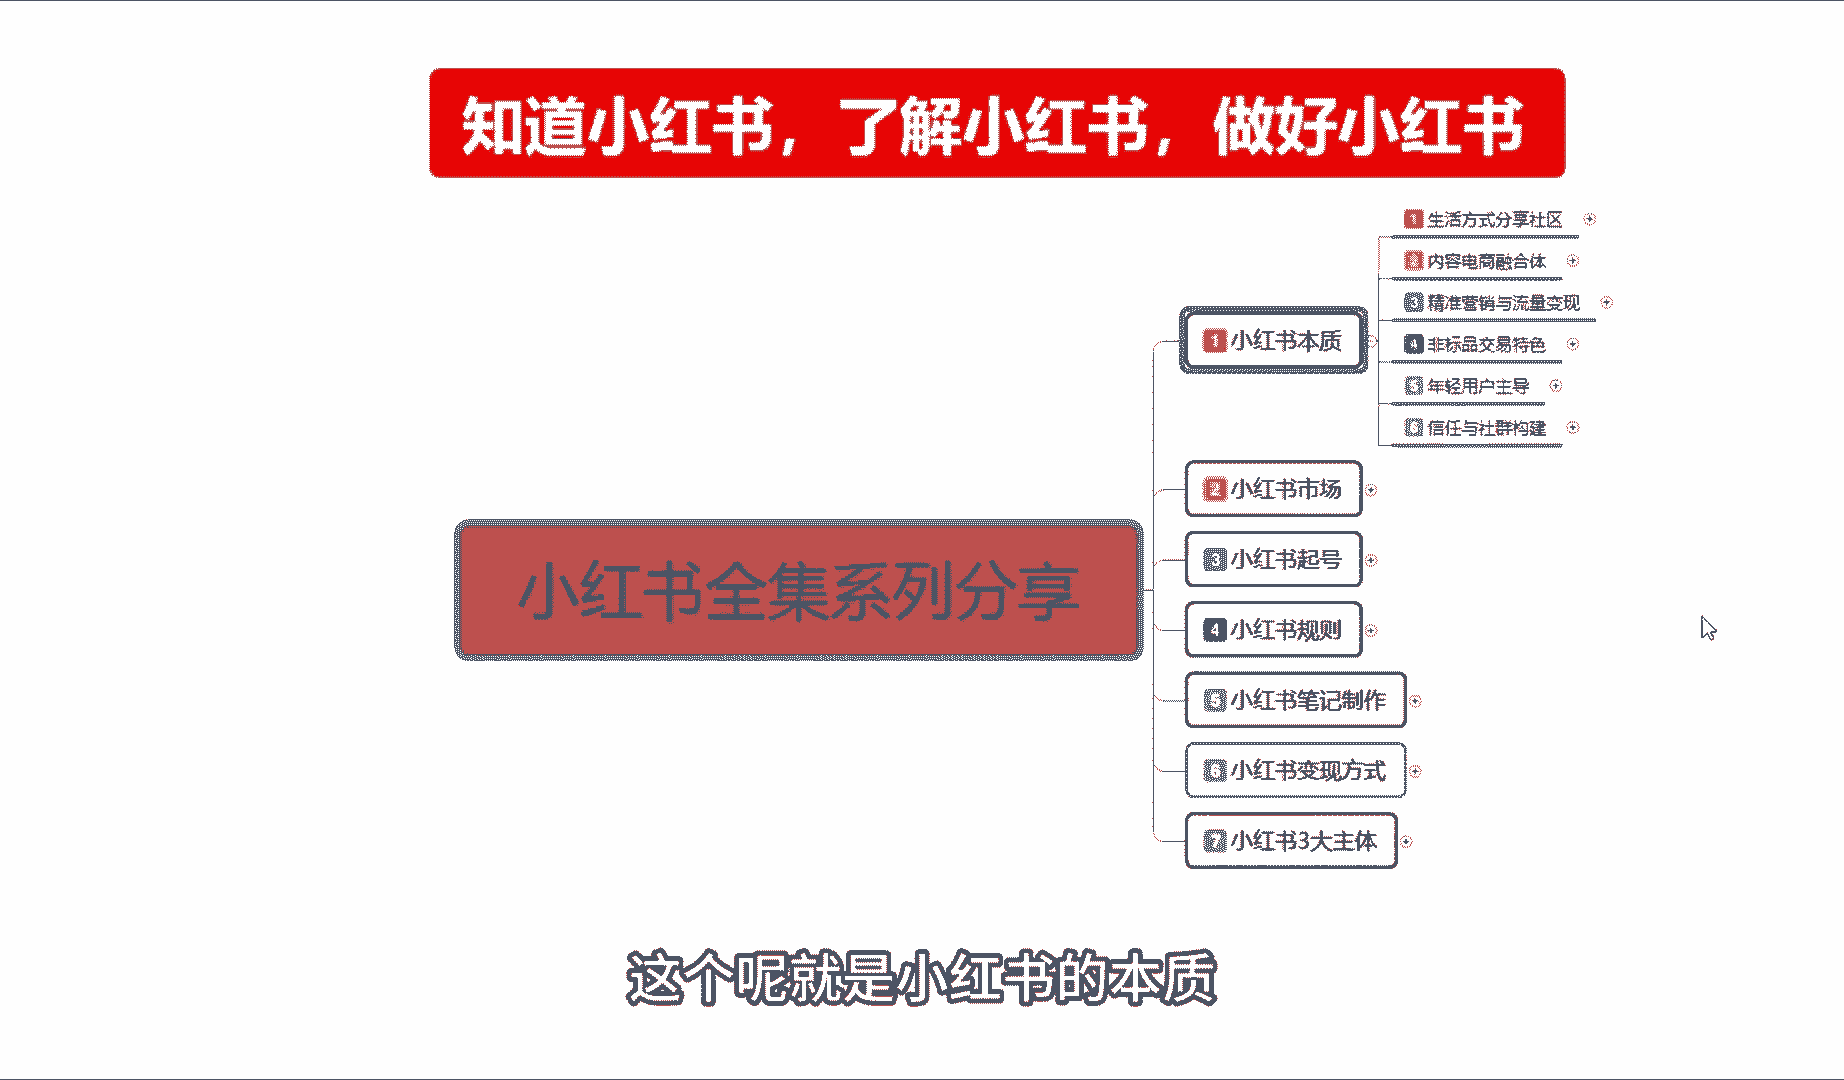 知道小红书，了解小红书，做好小红书
小红书全集系列分享
1 小红书本质
1 生活方式分享社区
2 内容电商融合体
3 精准营销与流量变现
4 非标品交易特色
5 年轻用户主导
6 信任与社群构建
2 小红书市场
3 小红书起号
4 小红书规则
5 小红书笔记制作
6 小红书变现方式
7 小红书3大主体
这个呢就是小红书的本质